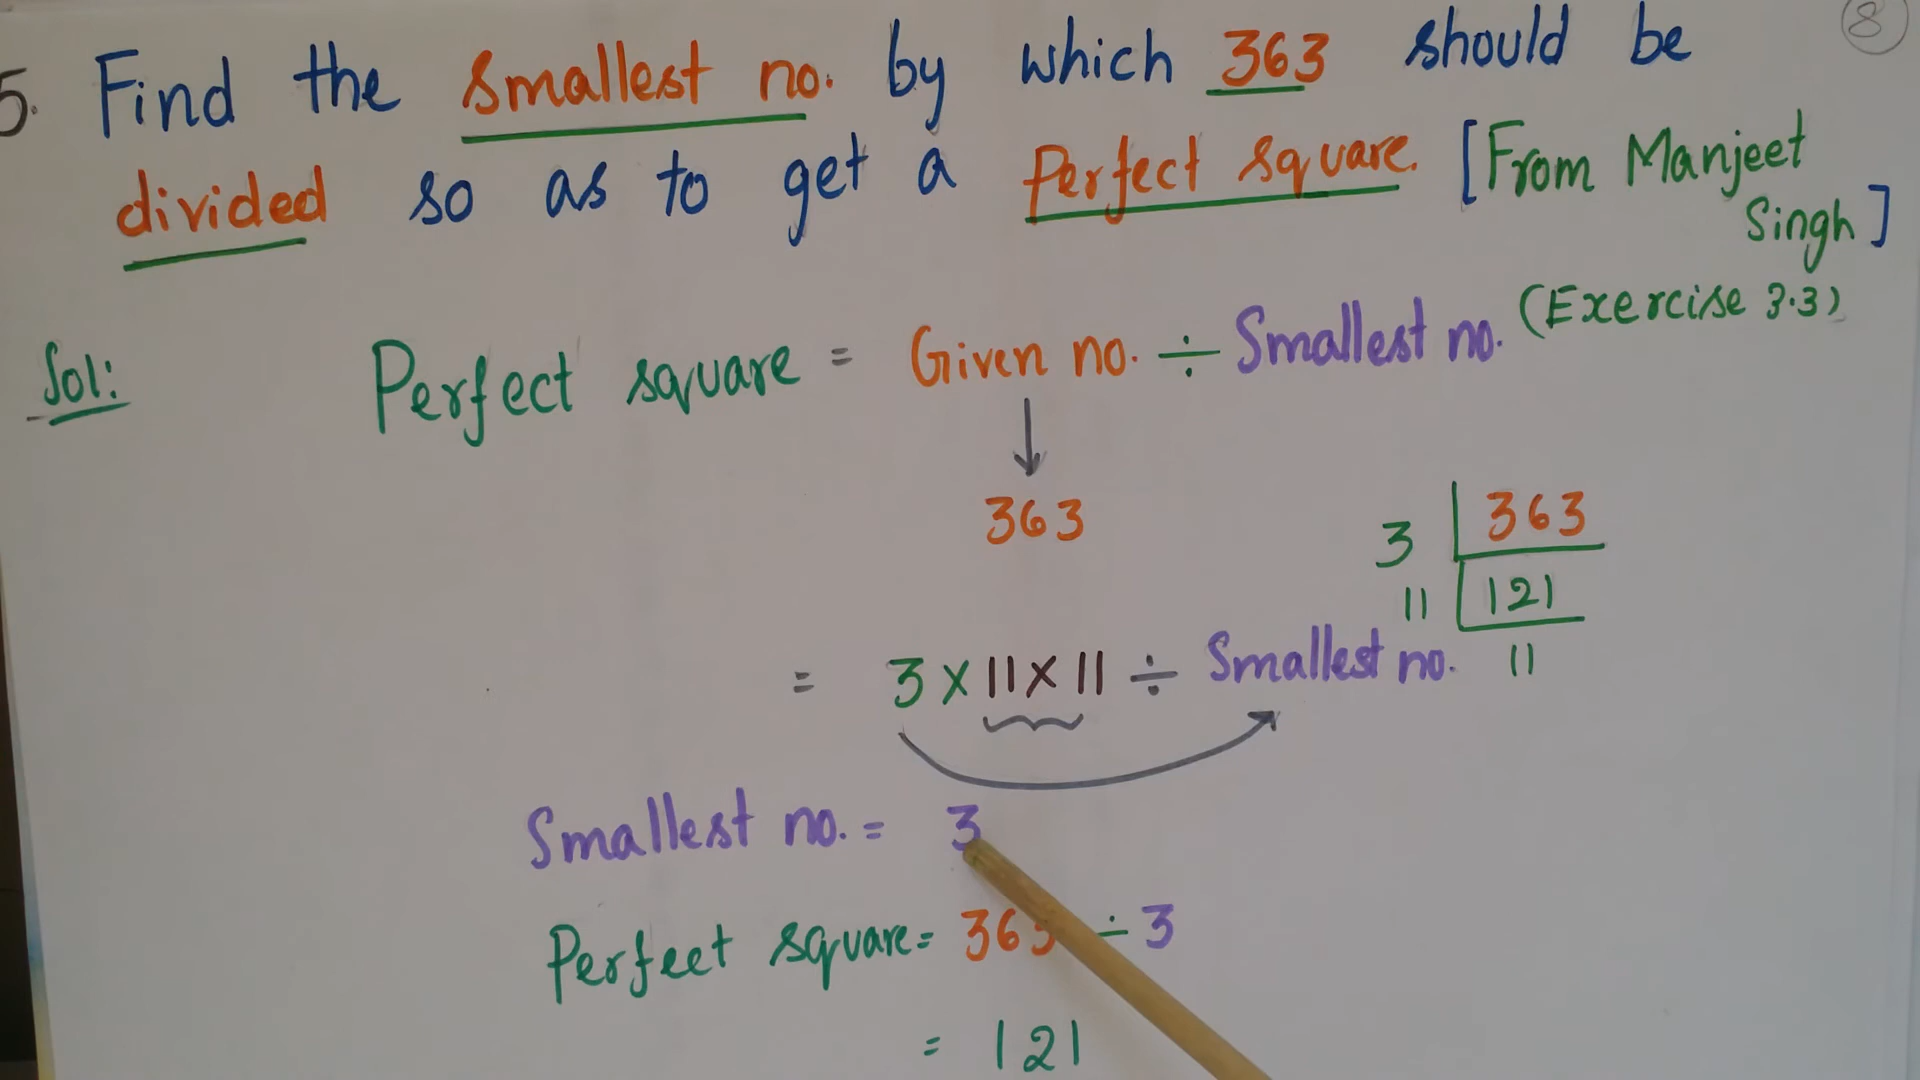 8
5. Find the smallest no. by which 363 should be
divided so as to get a Perfect square. [From Manjeet
Singh]
(Exercise 3.3)
Sol: Perfect square = Given no. ÷ Smallest no.
363
3 363
11 121
11
= 3 × 11 × 11 ÷ Smallest no.
Smallest no. = 3
Perfect square = 363 ÷ 3
= 121